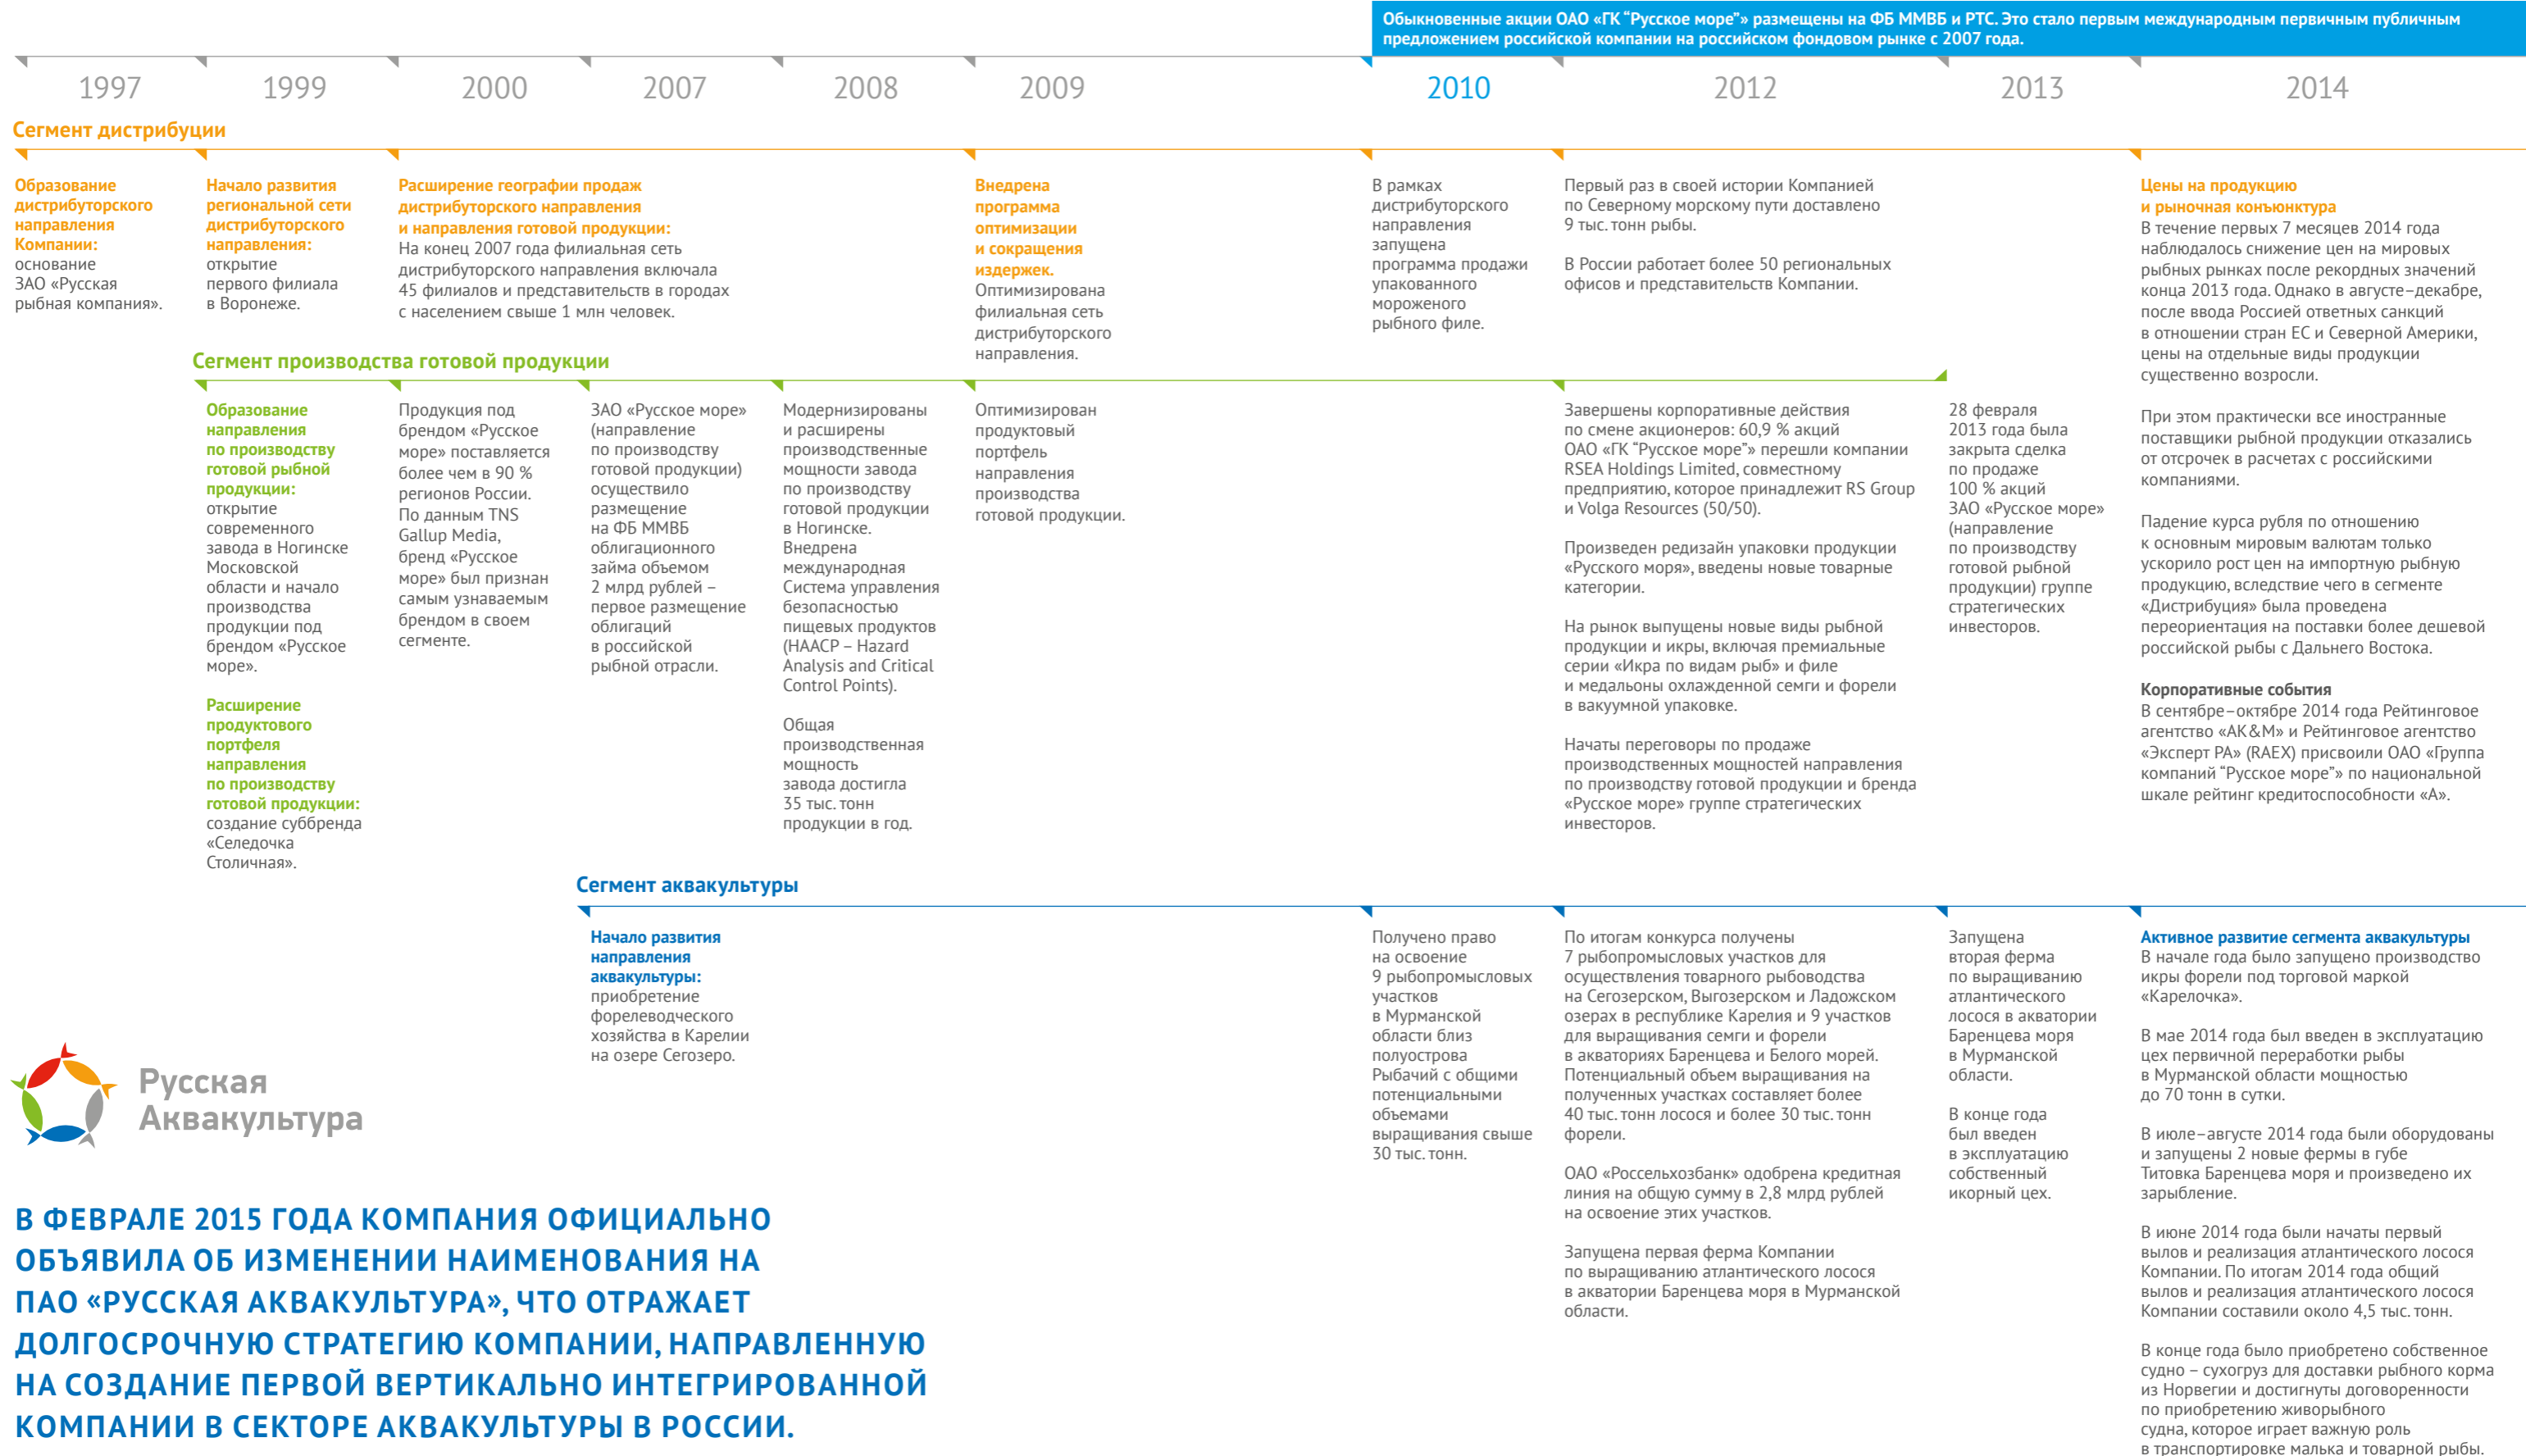 Обыкновенные акции ОАО «ГК “Русское море”» размещены на ФБ ММВБ и РТС. Это стало первым международным первичным публичным
предложением российской компании на российском фондовом рынке с 2007 года.
1997
1999
2000
2007
2008
2009
2010
2012
2013
2014
Сегмент дистрибуции
Образование
дистрибуторского
направления
Компании:
основание
ЗАО «Русская
рыбная компания».
Начало развития
региональной сети
дистрибуторского
направления:
открытие
первого филиала
в Воронеже.
Расширение географии продаж
дистрибуторского направления
и направления готовой продукции:
На конец 2007 года филиальная сеть
дистрибуторского направления включала
45 филиалов и представительств в городах
с населением свыше 1 млн человек.
Внедрена
программа
оптимизации
и сокращения
издержек.
Оптимизирована
филиальная сеть
дистрибуторского
направления.
В рамках
дистрибуторского
направления
запущена
программа продажи
упакованного
мороженого
рыбного филе.
Первый раз в своей истории Компанией
по Северному морскому пути доставлено
9 тыс. тонн рыбы.
В России работает более 50 региональных
офисов и представительств Компании.
Цены на продукцию
и рыночная конъюнктура
В течение первых 7 месяцев 2014 года
наблюдалось снижение цен на мировых
рыбных рынках после рекордных значений
конца 2013 года. Однако в августе–декабре,
после ввода Россией ответных санкций
в отношении стран ЕС и Северной Америки,
цены на отдельные виды продукции
существенно возросли.
При этом практически все иностранные
поставщики рыбной продукции отказались
от отсрочек в расчетах с российскими
компаниями.
Падение курса рубля по отношению
к основным мировым валютам только
ускорило рост цен на импортную рыбную
продукцию, вследствие чего в сегменте
«Дистрибуция» была проведена
переориентация на поставки более дешевой
российской рыбы с Дальнего Востока.
Корпоративные события
В сентябре–октябре 2014 года Рейтинговое
агентство «АК&М» и Рейтинговое агентство
«Эксперт РА» (RAEX) присвоили ОАО «Группа
компаний “Русское море”» по национальной
шкале рейтинг кредитоспособности «А».
Сегмент производства готовой продукции
Образование
направления
по производству
готовой рыбной
продукции:
открытие
современного
завода в Ногинске
Московской
области и начало
производства
продукции под
брендом «Русское
море».
Расширение
продуктового
портфеля
направления
по производству
готовой продукции:
создание суббренда
«Селедочка
Столичная».
Продукция под
брендом «Русское
море» поставляется
более чем в 90 %
регионов России.
По данным TNS
Gallup Media,
бренд «Русское
море» был признан
самым узнаваемым
брендом в своем
сегменте.
ЗАО «Русское море»
(направление
по производству
готовой продукции)
осуществило
размещение
на ФБ ММВБ
облигационного
займа объемом
2 млрд рублей –
первое размещение
облигаций
в российской
рыбной отрасли.
Модернизированы
и расширены
производственные
мощности завода
по производству
готовой продукции
в Ногинске.
Внедрена
международная
Система управления
безопасностью
пищевых продуктов
(HAACP – Hazard
Analysis and Critical
Control Points).
Общая
производственная
мощность
завода достигла
35 тыс. тонн
продукции в год.
Оптимизирован
продуктовый
портфель
направления
производства
готовой продукции.
Завершены корпоративные действия
по смене акционеров: 60,9 % акций
ОАО «ГК “Русское море”» перешли компании
RSEA Holdings Limited, совместному
предприятию, которое принадлежит RS Group
и Volga Resources (50/50).
Произведен редизайн упаковки продукции
«Русского моря», введены новые товарные
категории.
На рынок выпущены новые виды рыбной
продукции и икры, включая премиальные
серии «Икра по видам рыб» и филе
и медальоны охлажденной семги и форели
в вакуумной упаковке.
Начаты переговоры по продаже
производственных мощностей направления
по производству готовой продукции и бренда
«Русское море» группе стратегических
инвесторов.
28 февраля
2013 года была
закрыта сделка
по продаже
100 % акций
ЗАО «Русское море»
(направление
по производству
готовой рыбной
продукции) группе
стратегических
инвесторов.
Сегмент аквакультуры
Начало развития
направления
аквакультуры:
приобретение
форелеводческого
хозяйства в Карелии
на озере Сегозеро.
Получено право
на освоение
9 рыбопромысловых
участков
в Мурманской
области близ
полуострова
Рыбачий с общими
потенциальными
объемами
выращивания свыше
30 тыс. тонн.
По итогам конкурса получены
7 рыбопромысловых участков для
осуществления товарного рыбоводства
на Сегозерском, Выгозерском и Ладожском
озерах в республике Карелия и 9 участков
для выращивания семги и форели
в акваториях Баренцева и Белого морей.
Потенциальный объем выращивания на
полученных участках составляет более
40 тыс. тонн лосося и более 30 тыс. тонн
форели.
ОАО «Россельхозбанк» одобрена кредитная
линия на общую сумму в 2,8 млрд рублей
на освоение этих участков.
Запущена первая ферма Компании
по выращиванию атлантического лосося
в акватории Баренцева моря в Мурманской
области.
Запущена
вторая ферма
по выращиванию
атлантического
лосося в акватории
Баренцева моря
в Мурманской
области.
В конце года
был введен
в эксплуатацию
собственный
икорный цех.
Активное развитие сегмента аквакультуры
В начале года было запущено производство
икры форели под торговой маркой
«Карелочка».
В мае 2014 года был введен в эксплуатацию
цех первичной переработки рыбы
в Мурманской области мощностью
до 70 тонн в сутки.
В июле–августе 2014 года были оборудованы
и запущены 2 новые фермы в губе
Титовка Баренцева моря и произведено их
зарыбление.
В июне 2014 года были начаты первый
вылов и реализация атлантического лосося
Компании. По итогам 2014 года общий
вылов и реализация атлантического лосося
Компании составили около 4,5 тыс. тонн.
В конце года было приобретено собственное
судно – сухогруз для доставки рыбного корма
из Норвегии и достигнуты договоренности
по приобретению живорыбного
судна, которое играет важную роль
в транспортировке малька и товарной рыбы.
Русская
Аквакультура
В ФЕВРАЛЕ 2015 ГОДА КОМПАНИЯ ОФИЦИАЛЬНО
ОБЪЯВИЛА ОБ ИЗМЕНЕНИИ НАИМЕНОВАНИЯ НА
ПАО «РУССКАЯ АКВАКУЛЬТУРА», ЧТО ОТРАЖАЕТ
ДОЛГОСРОЧНУЮ СТРАТЕГИЮ КОМПАНИИ, НАПРАВЛЕННУЮ
НА СОЗДАНИЕ ПЕРВОЙ ВЕРТИКАЛЬНО ИНТЕГРИРОВАННОЙ
КОМПАНИИ В СЕКТОРЕ АКВАКУЛЬТУРЫ В РОССИИ.